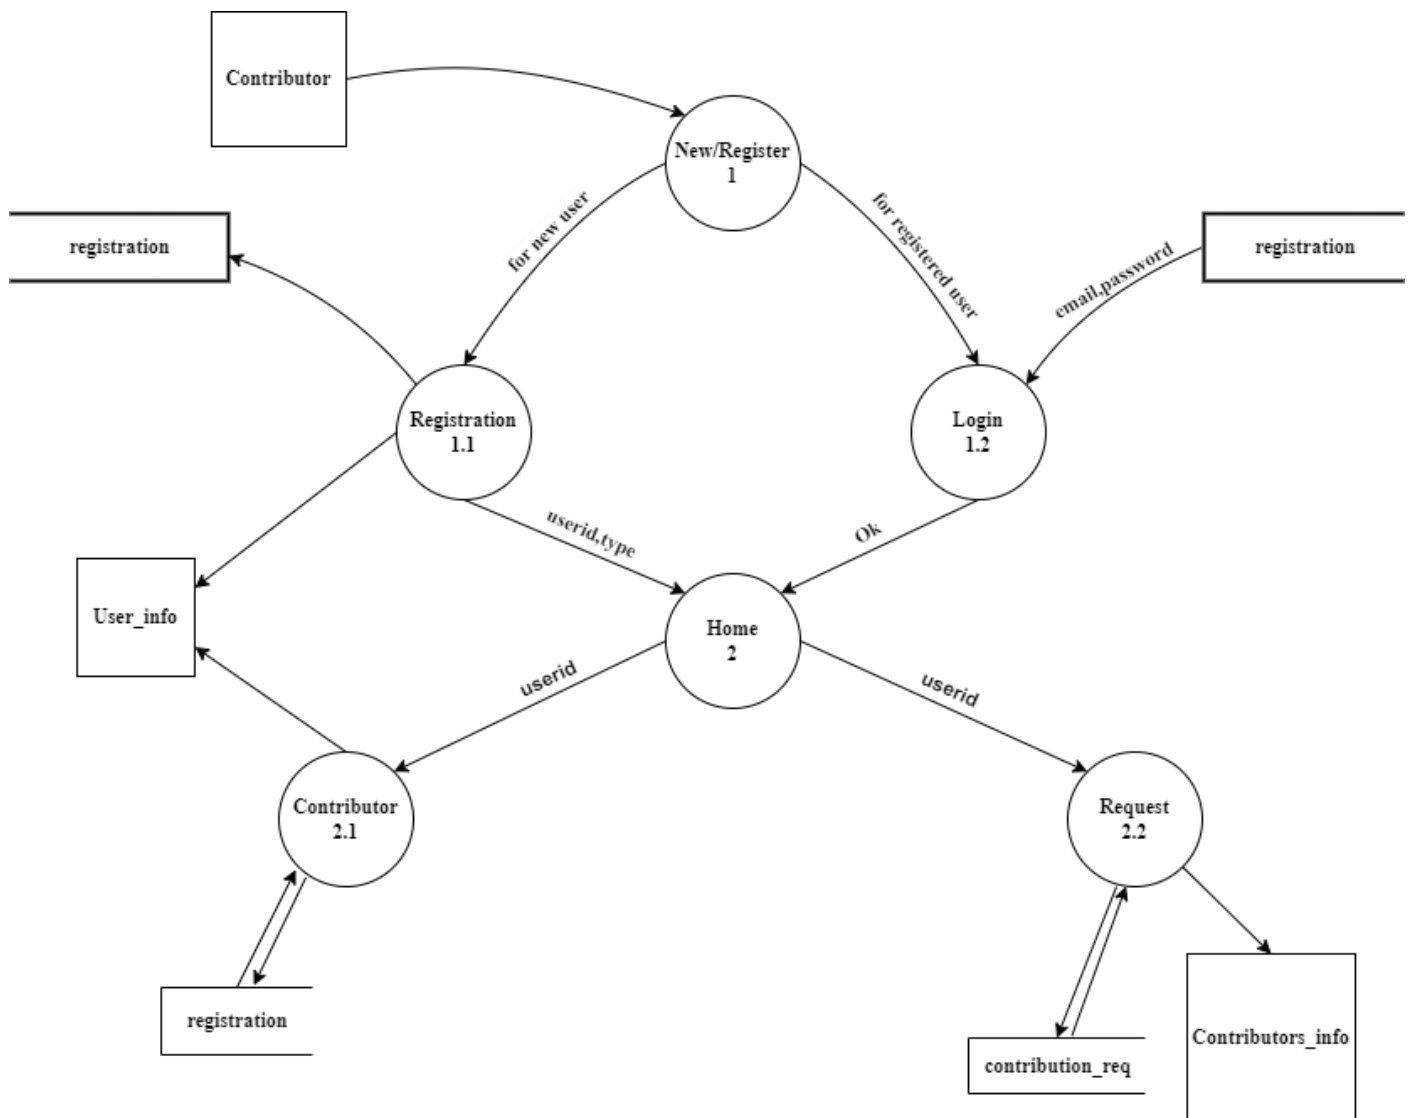 Contributor
New/Register
1
for new user
for registered user
registration
registration
email,password
Registration
1.1
Login
1.2
userid,type
Ok
User_info
Home
2
userid
userid
Contributor
2.1
Request
2.2
registration
contribution_req
Contributors_info